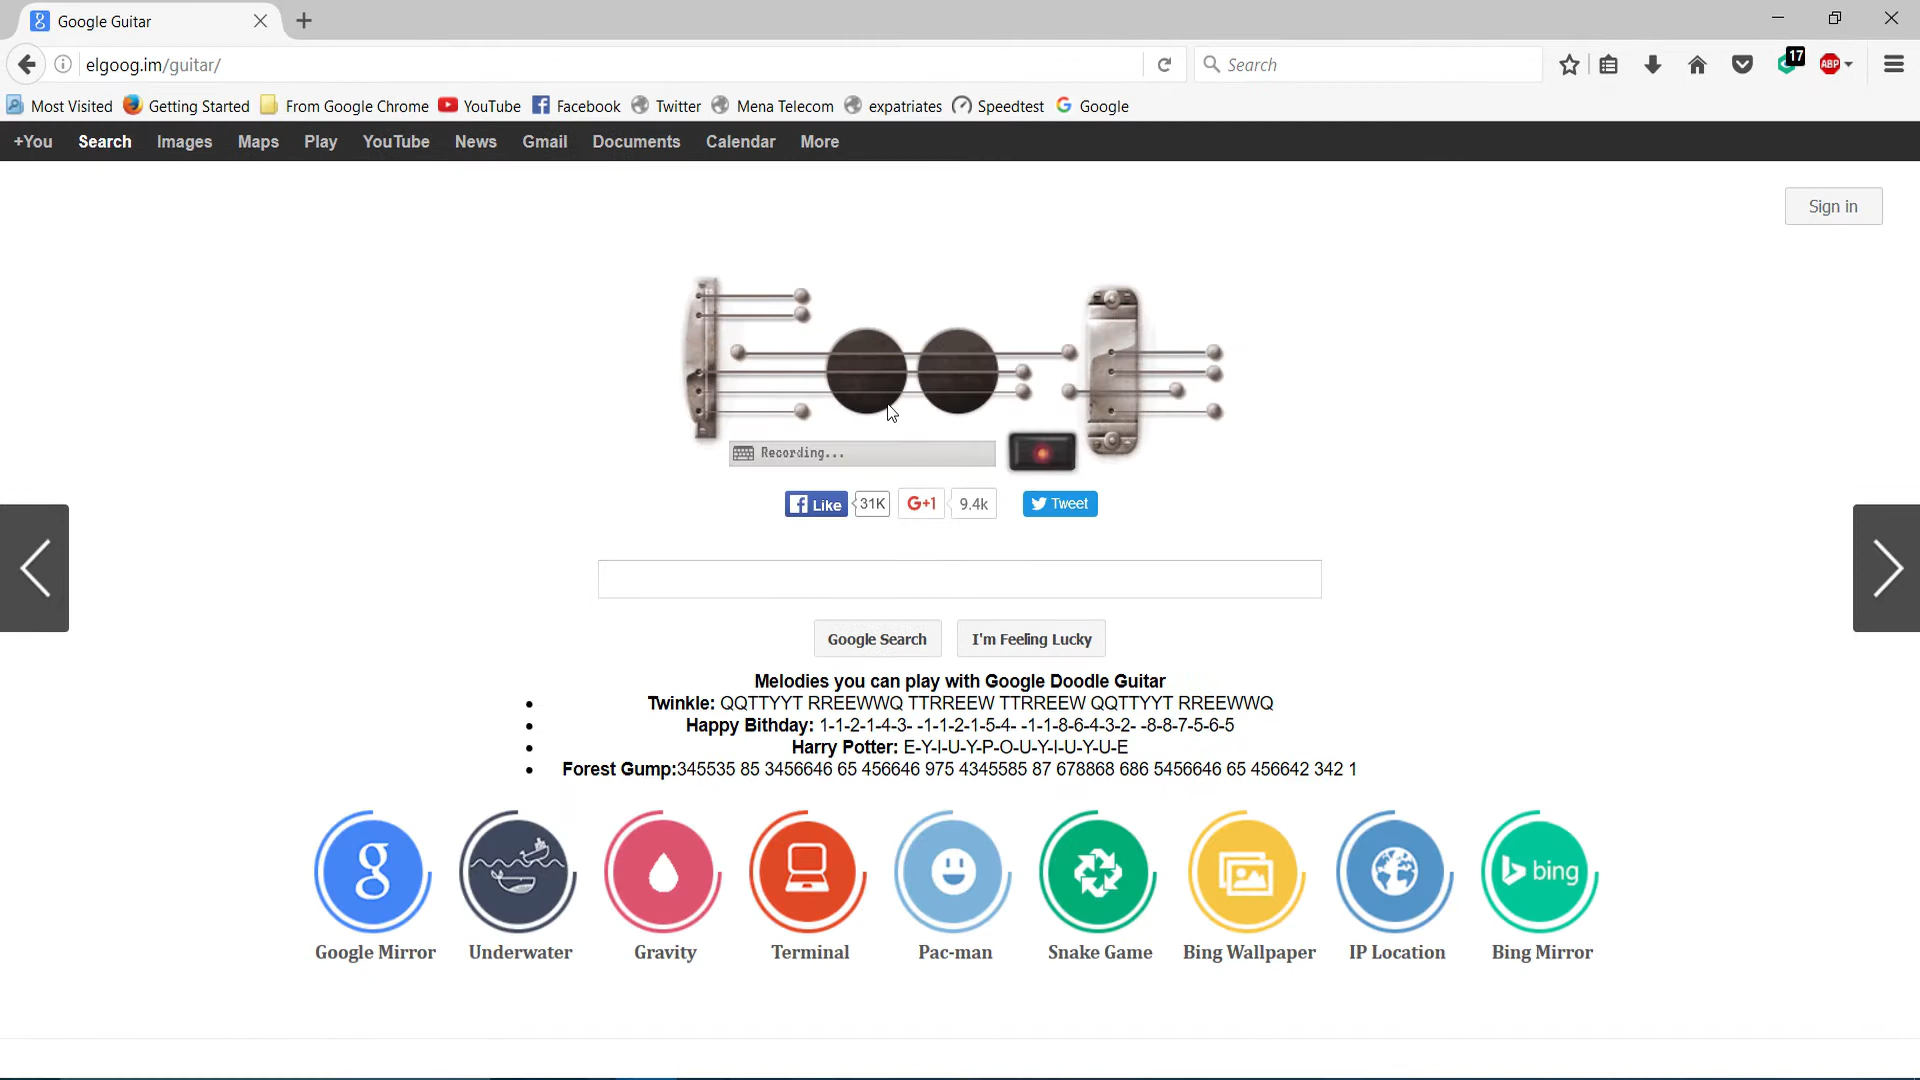 Google Guitar
elgoog.im/guitar/
Search
17
ABP
Most Visited Getting Started From Google Chrome YouTube Facebook Twitter Mena Telecom expatriates Speedtest Google
+You Search Images Maps Play YouTube News Gmail Documents Calendar More
Sign in
Recording...
Like 31K G+1 9.4k Tweet
Google Search I'm Feeling Lucky
Melodies you can play with Google Doodle Guitar
Twinkle: QQTTYYT RREEWWQ TTRREEW TTRREEW QQTTYYT RREEWWQ
Happy Bithday: 1-1-2-1-4-3- -1-1-2-1-5-4- -1-1-8-6-4-3-2- -8-8-7-5-6-5
Harry Potter: E-Y-I-U-Y-P-O-U-Y-I-U-Y-U-E
Forest Gump:345535 85 3456646 65 456646 975 4345585 87 678868 686 5456646 65 456642 342 1
g
bing
Google Mirror Underwater Gravity Terminal Pac-man Snake Game Bing Wallpaper IP Location Bing Mirror